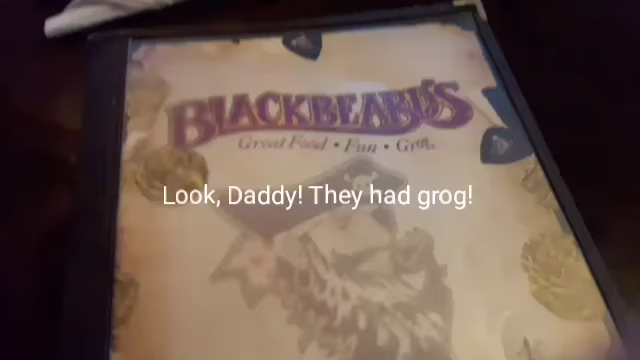 BLACKBEARD'S
Great Food • Fun • Grog
Look, Daddy! They had grog!